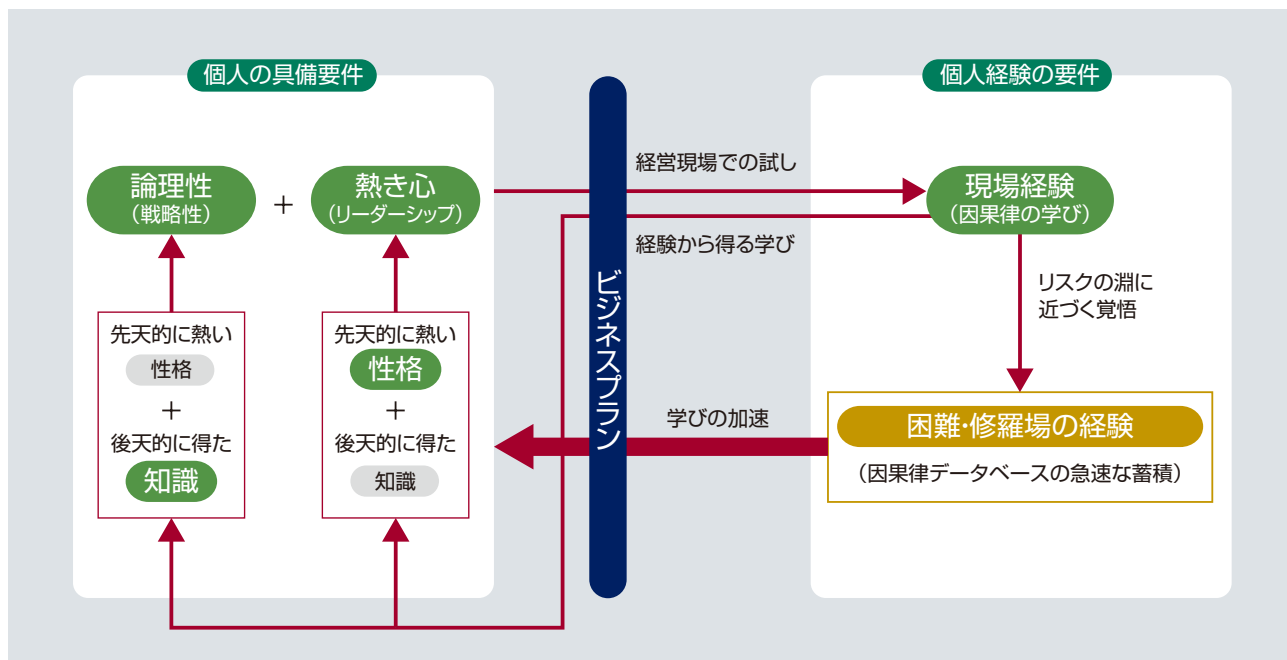 個人の具備要件
論理性
（戦略性）
+
熱き心
（リーダーシップ）
先天的に熱い
性格
+
後天的に得た
知識
先天的に熱い
性格
+
後天的に得た
知識
ビジネスプラン
経営現場での試し
経験から得る学び
学びの加速
個人経験の要件
現場経験
（因果律の学び）
リスクの淵に
近づく覚悟
困難・修羅場の経験
（因果律データベースの急速な蓄積）